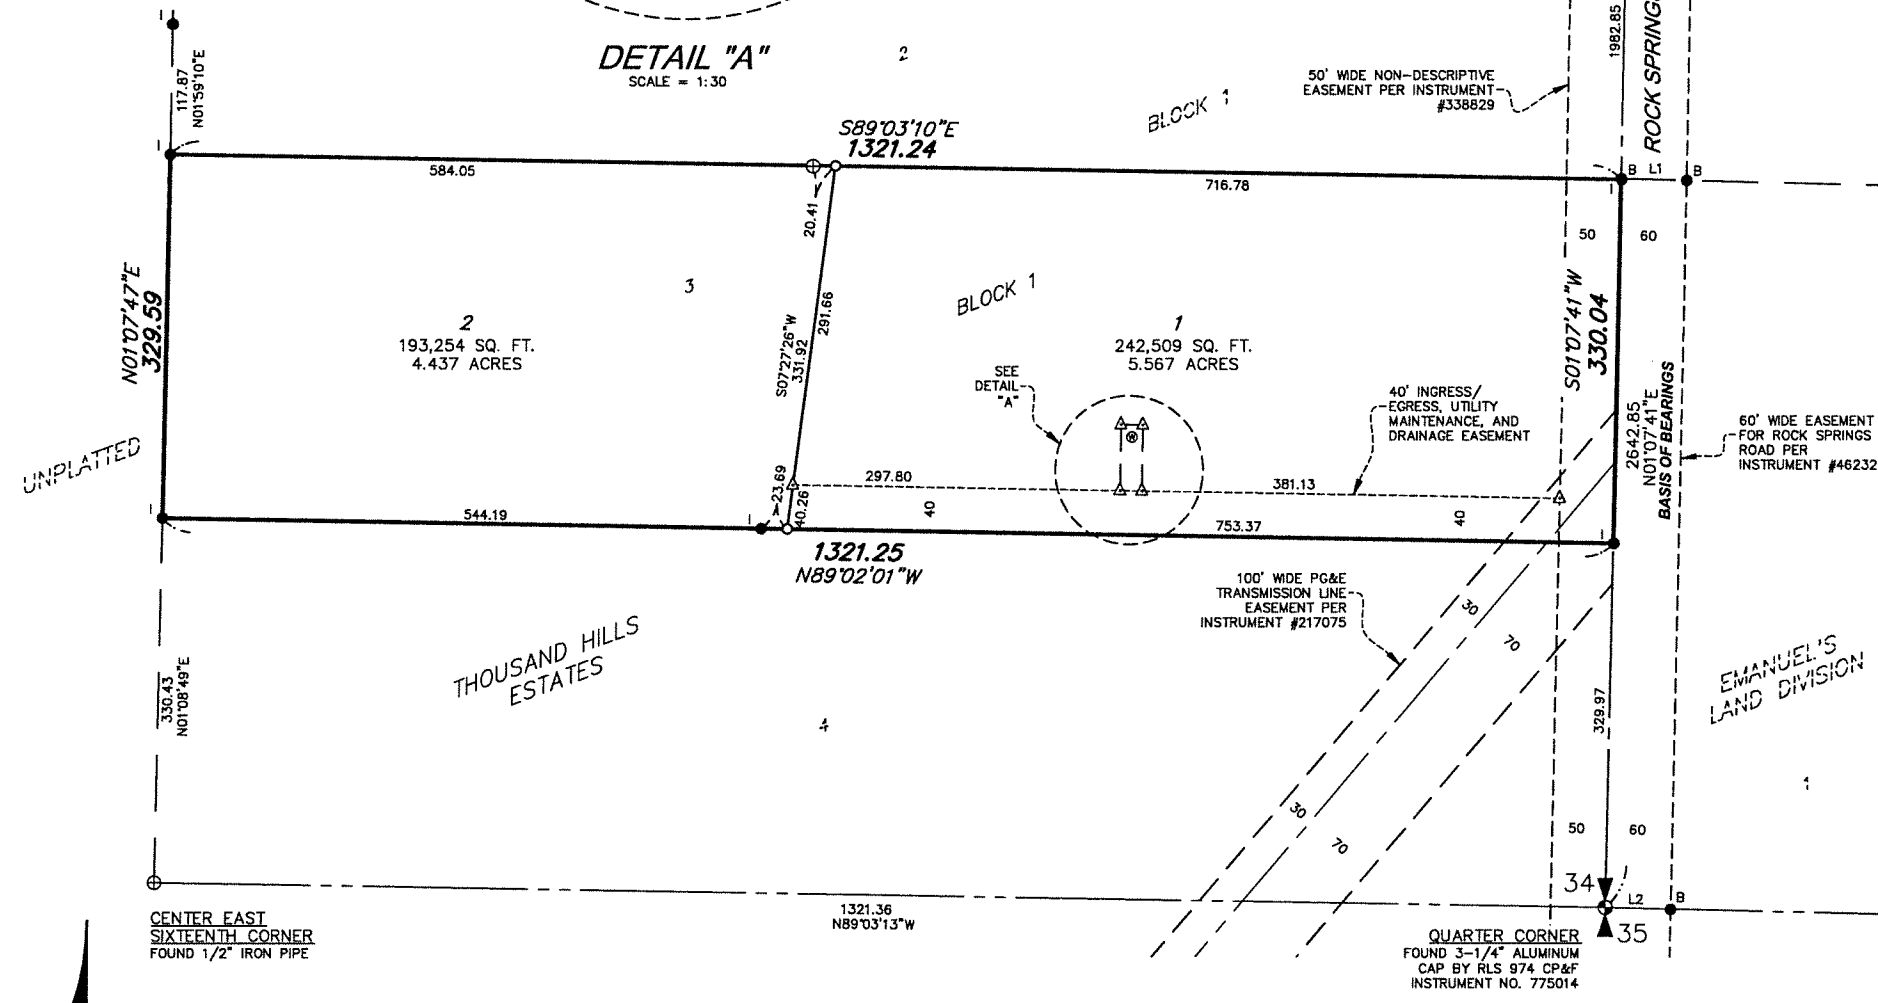 DETAIL "A"
SCALE = 1:30
2
BLOCK 1
117.87
N01°59'10"E
1
1
50' WIDE NON-DESCRIPTIVE
EASEMENT PER INSTRUMENT
#338829
1982.85
ROCK SPRING
S89°03'10"E
1321.24
584.05
716.78
1
1
B L1 B
50
60
20.41
3
BLOCK 1
N01°07'47"E
329.59
2
193,254 SQ. FT.
4.437 ACRES
S07°27'26"W
331.92
291.66
1
242,509 SQ. FT.
5.567 ACRES
SEE
DETAIL
"A"
W
40' INGRESS/
EGRESS, UTILITY
MAINTENANCE, AND
DRAINAGE EASEMENT
S01°07'41"W
330.04
2642.85
N01°07'41"E
BASIS OF BEARINGS
60' WIDE EASEMENT
FOR ROCK SPRINGS
ROAD PER
INSTRUMENT #46232
UNPLATTED
23.69
40.26
297.80
381.13
40
40
1
544.19
1
753.37
1
1321.25
N89°02'01"W
100' WIDE PG&E
TRANSMISSION LINE
EASEMENT PER
INSTRUMENT #217075
30
70
THOUSAND HILLS
ESTATES
EMANUEL'S
LAND DIVISION
330.43
N01°08'49"E
329.97
4
1
30
70
50
60
34
L2
B
35
1321.36
N89°03'13"W
CENTER EAST
SIXTEENTH CORNER
FOUND 1/2" IRON PIPE
QUARTER CORNER
FOUND 3-1/4" ALUMINUM
CAP BY RLS 974 CP&F
INSTRUMENT NO. 775014